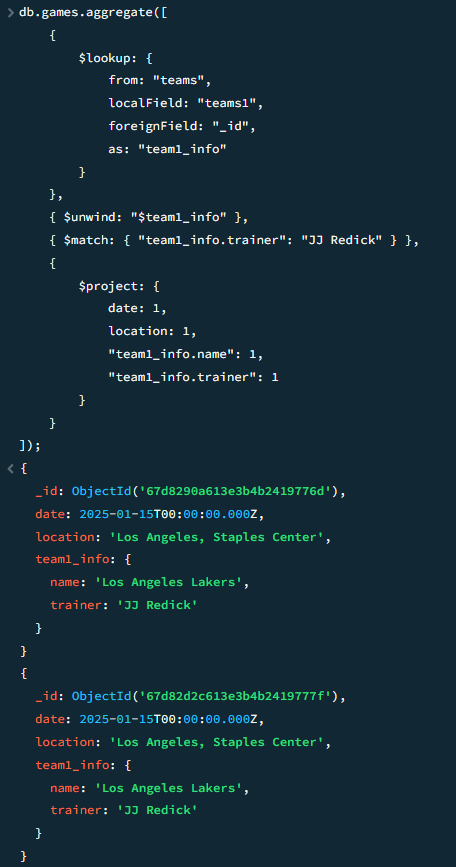 > db.games.aggregate([
{
$lookup: {
from: "teams",
localField: "teams1",
foreignField: "_id",
as: "team1_info"
}
},
{ $unwind: "$team1_info" },
{ $match: { "team1_info.trainer": "JJ Redick" } },
{
$project: {
date: 1,
location: 1,
"team1_info.name": 1,
"team1_info.trainer": 1
}
}
]);
< {
_id: ObjectId('67d8290a613e3b4b2419776d'),
date: 2025-01-15T00:00:00.000Z,
location: 'Los Angeles, Staples Center',
team1_info: {
name: 'Los Angeles Lakers',
trainer: 'JJ Redick'
}
}
{
_id: ObjectId('67d82d2c613e3b4b2419777f'),
date: 2025-01-15T00:00:00.000Z,
location: 'Los Angeles, Staples Center',
team1_info: {
name: 'Los Angeles Lakers',
trainer: 'JJ Redick'
}
}